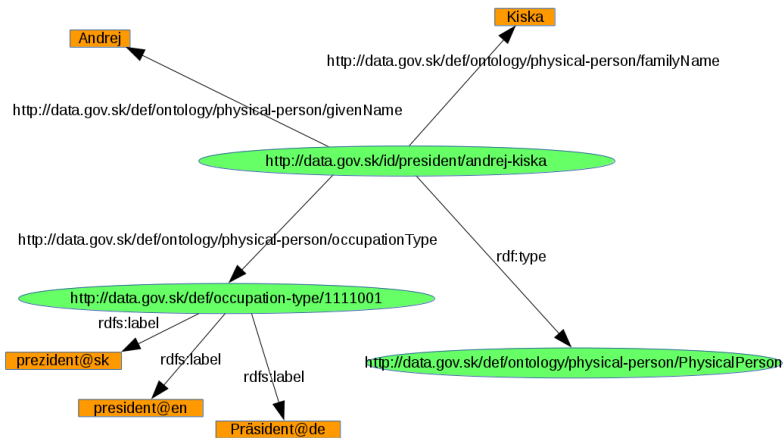 Kiska
Andrej
http://data.gov.sk/def/ontology/physical-person/familyName
http://data.gov.sk/def/ontology/physical-person/givenName
http://data.gov.sk/id/president/andrej-kiska
http://data.gov.sk/def/ontology/physical-person/occupationType
rdf:type
http://data.gov.sk/def/occupation-type/1111001
rdfs:label
prezident@sk
rdfs:label
http://data.gov.sk/def/ontology/physical-person/PhysicalPerson
rdfs:label
president@en
Präsident@de